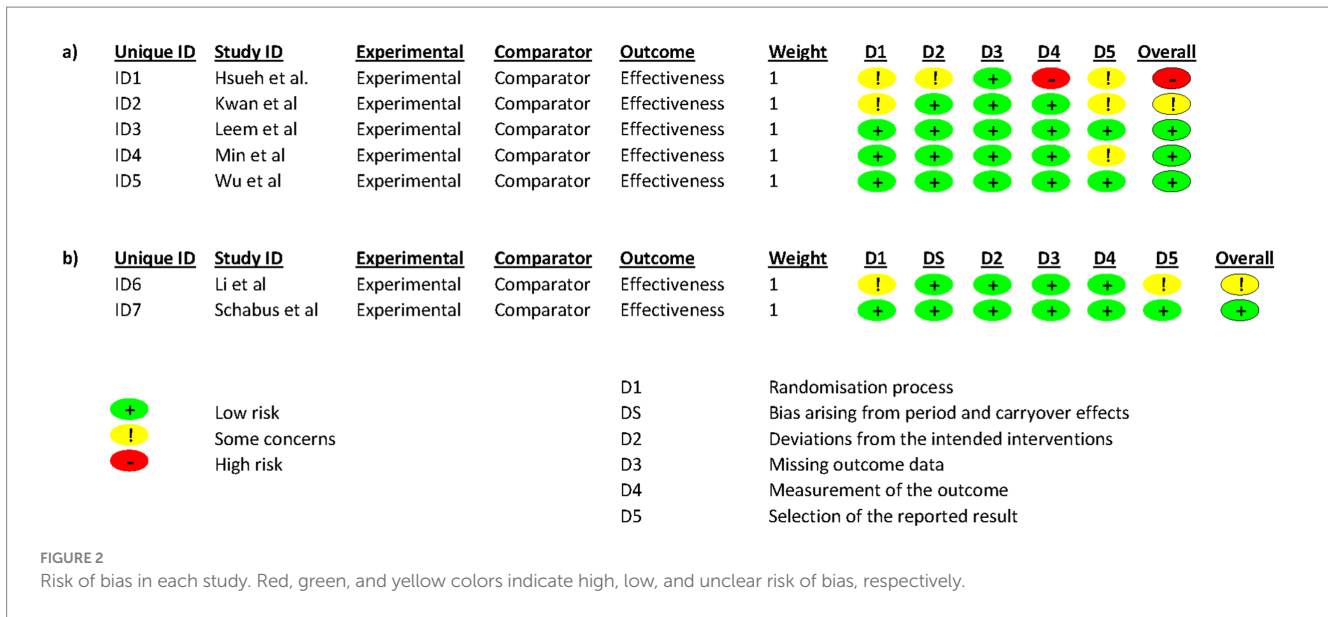 a) Unique ID Study ID Experimental Comparator Outcome Weight D1 D2 D3 D4 D5 Overall
ID1 Hsueh et al. Experimental Comparator Effectiveness 1 ! ! + - ! -
ID2 Kwan et al Experimental Comparator Effectiveness 1 ! + + + ! !
ID3 Leem et al Experimental Comparator Effectiveness 1 + + + + + +
ID4 Min et al Experimental Comparator Effectiveness 1 + + + + ! +
ID5 Wu et al Experimental Comparator Effectiveness 1 + + + + + +
b) Unique ID Study ID Experimental Comparator Outcome Weight D1 DS D2 D3 D4 D5 Overall
ID6 Li et al Experimental Comparator Effectiveness 1 ! + + + + ! !
ID7 Schabus et al Experimental Comparator Effectiveness 1 + + + + + + +
+ Low risk
! Some concerns
- High risk
D1 Randomisation process
DS Bias arising from period and carryover effects
D2 Deviations from the intended interventions
D3 Missing outcome data
D4 Measurement of the outcome
D5 Selection of the reported result
FIGURE 2
Risk of bias in each study. Red, green, and yellow colors indicate high, low, and unclear risk of bias, respectively.